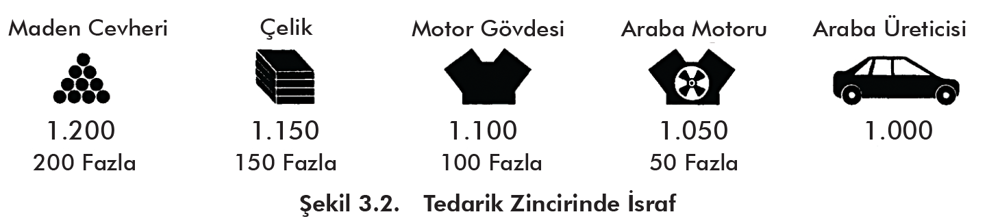 Maden Cevheri Çelik Motor Gövdesi Araba Motoru Araba Üreticisi
1.200 1.150 1.100 1.050 1.000
200 Fazla 150 Fazla 100 Fazla 50 Fazla
Şekil 3.2. Tedarik Zincirinde İsraf